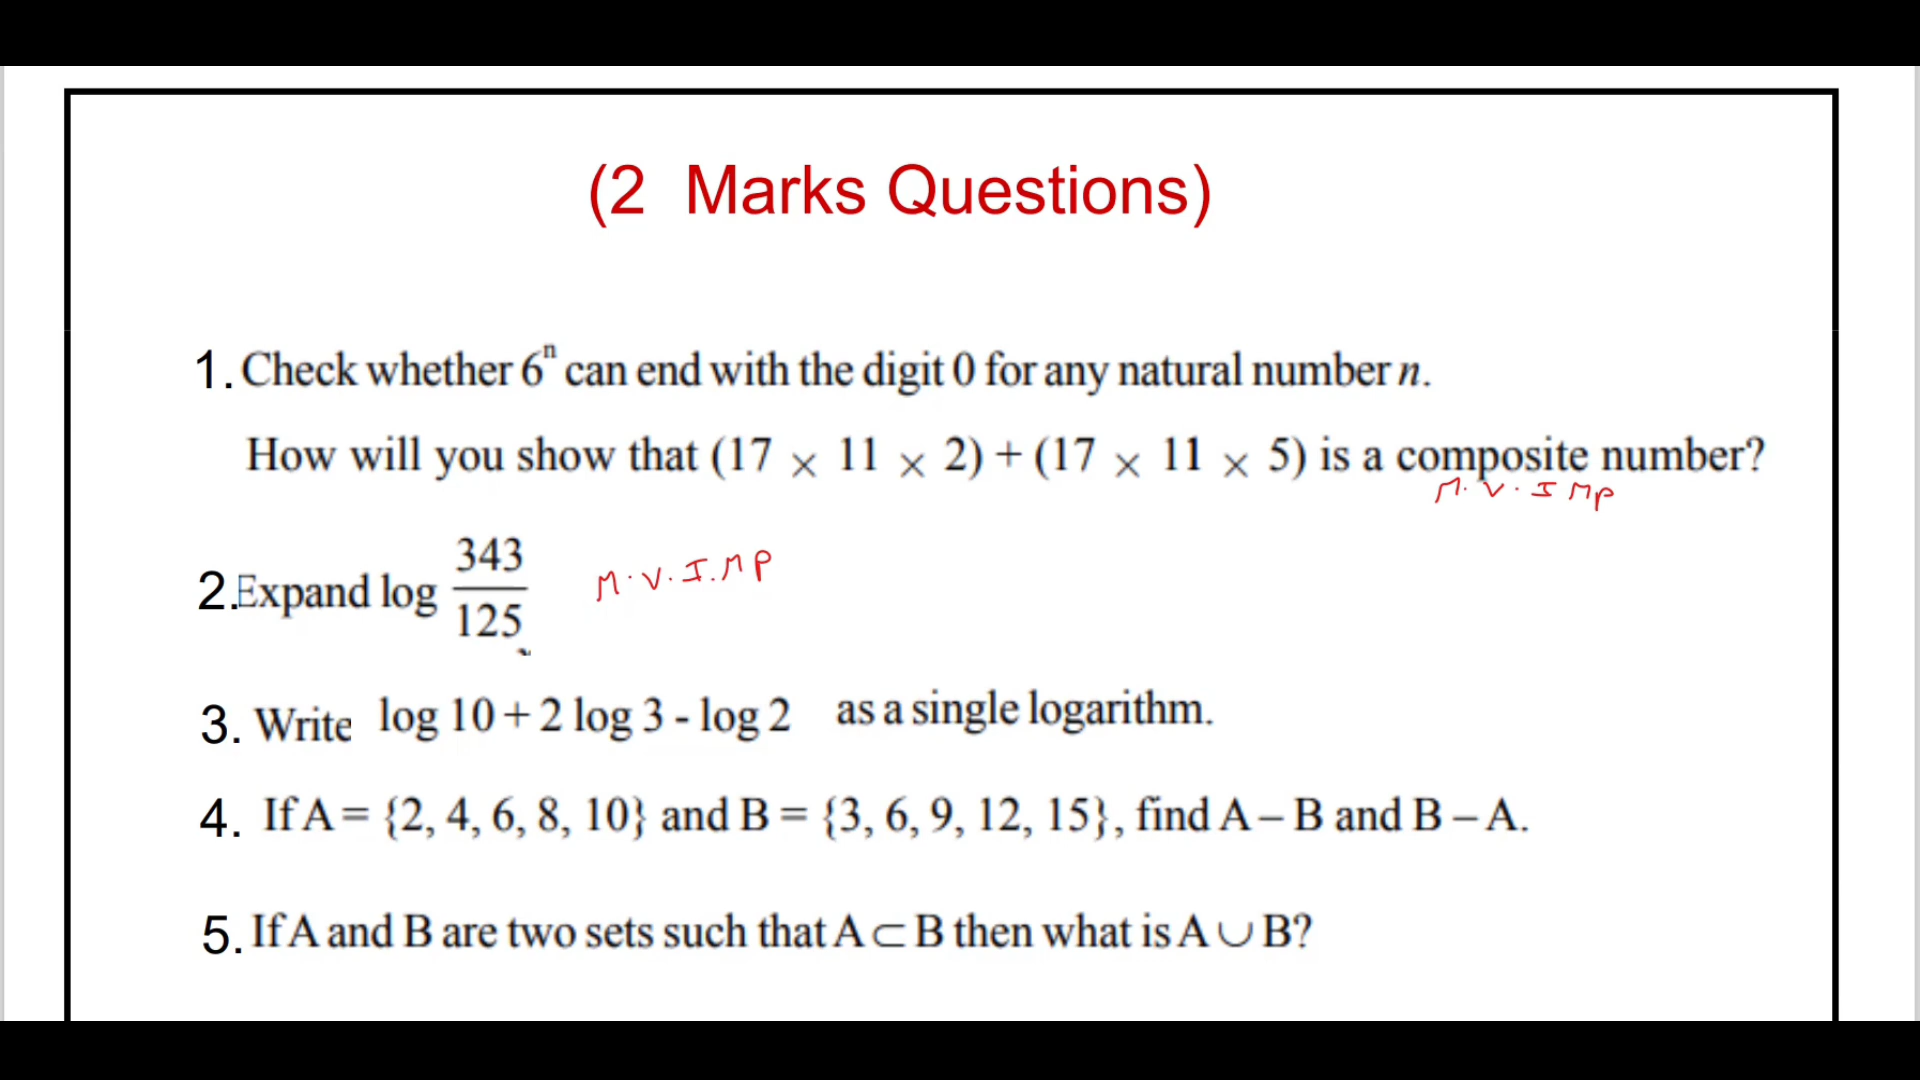 (2 Marks Questions)
1. Check whether 6ⁿ can end with the digit 0 for any natural number n.
How will you show that (17 × 11 × 2) + (17 × 11 × 5) is a composite number?
M. V. I MP
2. Expand log 343/125
M. V. I. MP
3. Write log 10 + 2 log 3 - log 2 as a single logarithm.
4. If A = {2, 4, 6, 8, 10} and B = {3, 6, 9, 12, 15}, find A – B and B – A.
5. If A and B are two sets such that A ⊂ B then what is A ∪ B?